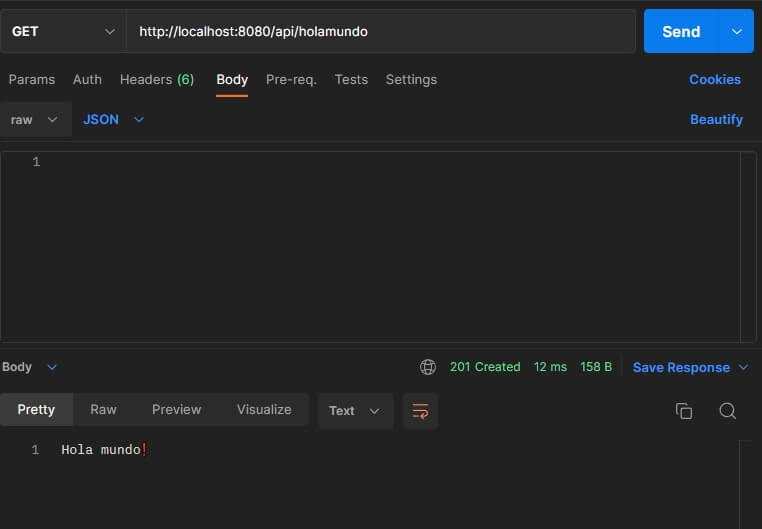 GET http://localhost:8080/api/holamundo Send
Params Auth Headers (6) Body Pre-req. Tests Settings Cookies
raw JSON Beautify
1
Body 201 Created 12 ms 158 B Save Response
Pretty Raw Preview Visualize Text
1 Hola mundo!